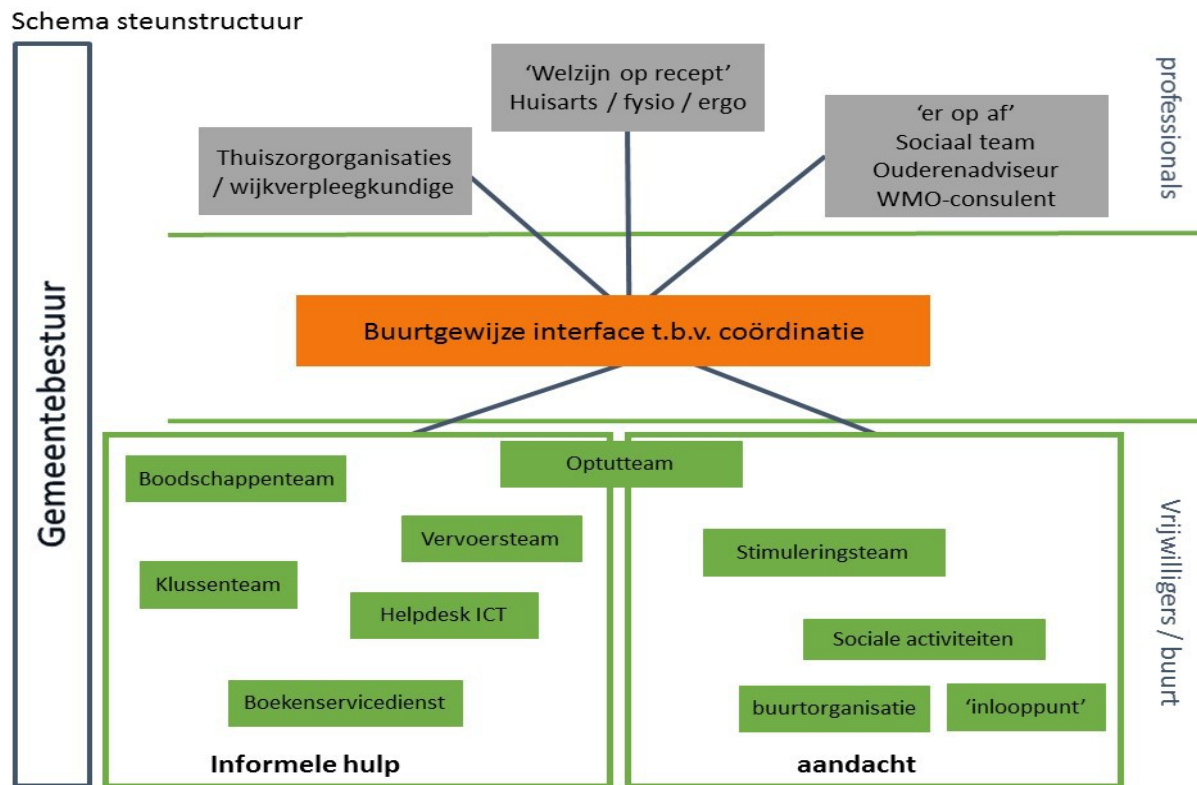 Schema steunstructuur
Gemeentebestuur
‘Welzijn op recept’
Huisarts / fysio / ergo
‘er op af’
Sociaal team
Ouderenadviseur
WMO-consulent
Thuiszorgorganisaties
/ wijkverpleegkundige
professionals
Buurtgewijze interface t.b.v. coördinatie
Optutteam
Boodschappenteam
Vervoersteam
Klussenteam
Helpdesk ICT
Boekenservicedienst
Informele hulp
Stimuleringsteam
Sociale activiteiten
buurtorganisatie
‘inlooppunt’
aandacht
Vrijwilligers / buurt